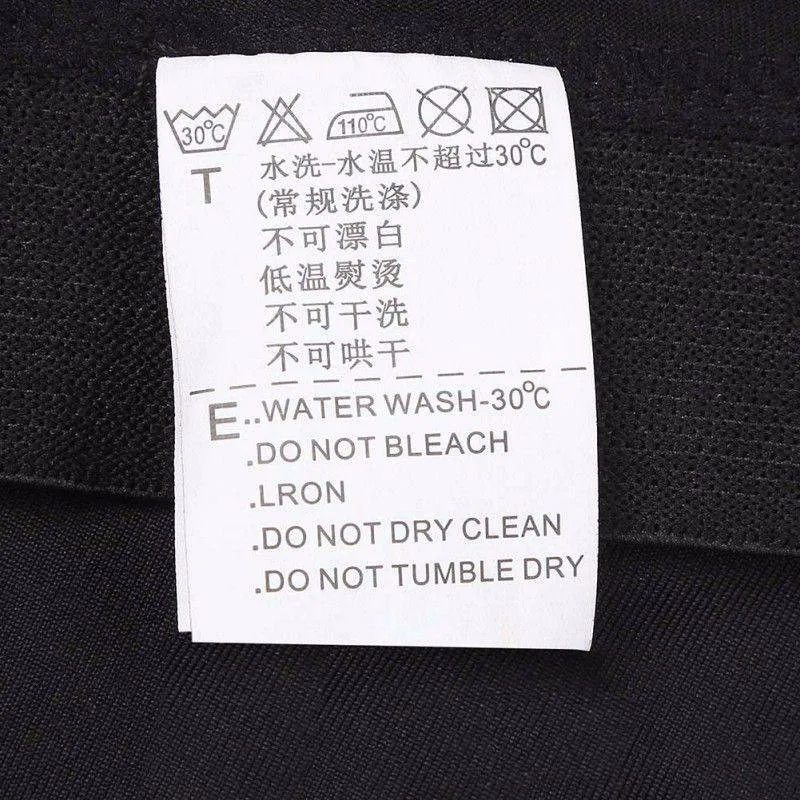 30°C 110°C
T 水洗-水温不超过30°C
(常规洗涤)
不可漂白
低温熨烫
不可干洗
不可哄干
E..WATER WASH-30°C
.DO NOT BLEACH
.LRON
.DO NOT DRY CLEAN
.DO NOT TUMBLE DRY